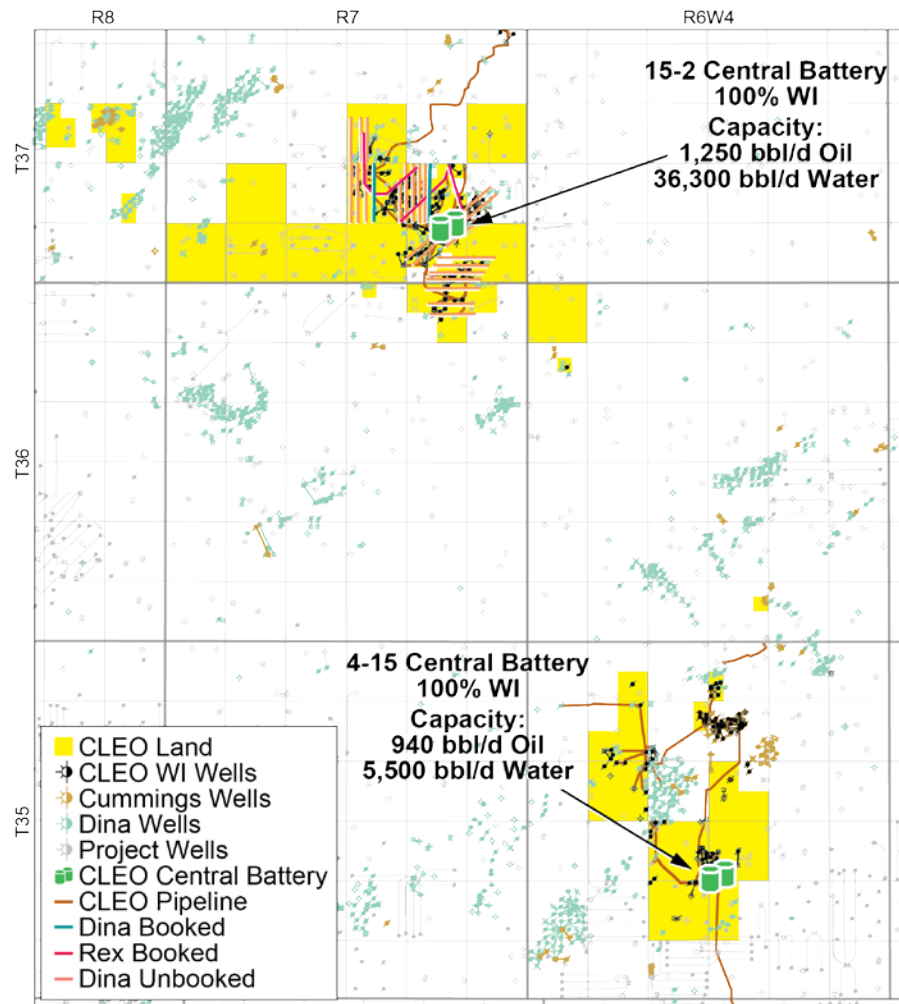 R8
R7
R6W4
15-2 Central Battery
100% WI
Capacity:
1,250 bbl/d Oil
36,300 bbl/d Water
T37
T36
4-15 Central Battery
100% WI
Capacity:
940 bbl/d Oil
5,500 bbl/d Water
T35
CLEO Land
CLEO WI Wells
Cummings Wells
Dina Wells
Project Wells
CLEO Central Battery
CLEO Pipeline
Dina Booked
Rex Booked
Dina Unbooked